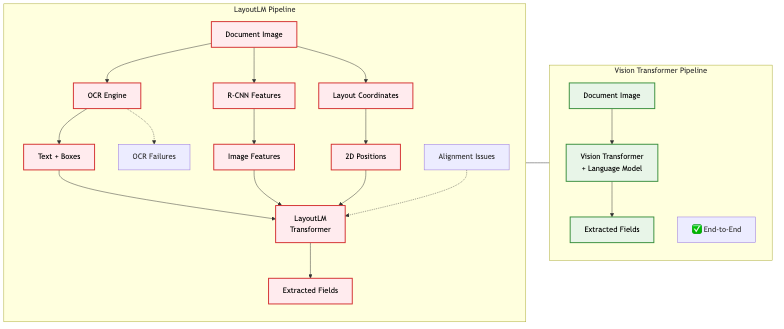 LayoutLM Pipeline
Document Image
OCR Engine
R-CNN Features
Layout Coordinates
Text + Boxes
OCR Failures
Image Features
2D Positions
Alignment Issues
LayoutLM
Transformer
Extracted Fields
Vision Transformer Pipeline
Document Image
Vision Transformer
+ Language Model
Extracted Fields
✅ End-to-End